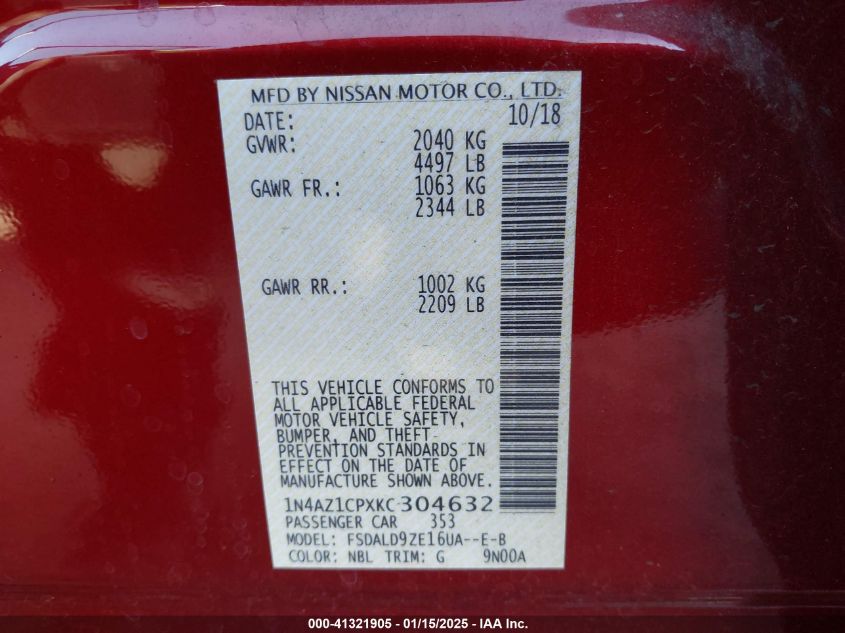 MFD BY NISSAN MOTOR CO., LTD.
DATE: 10/18
GVWR: 2040 KG
4497 LB
GAWR FR.: 1063 KG
2344 LB
GAWR RR.: 1002 KG
2209 LB
THIS VEHICLE CONFORMS TO
ALL APPLICABLE FEDERAL
MOTOR VEHICLE SAFETY,
BUMPER, AND THEFT
PREVENTION STANDARDS IN
EFFECT ON THE DATE OF
MANUFACTURE SHOWN ABOVE.
1N4AZ1CPXKC304632
PASSENGER CAR 353
MODEL: FSDALD9ZE16UA--E-B
COLOR: NBL TRIM: G 9N00A
000-41321905 - 01/15/2025 - IAA Inc.